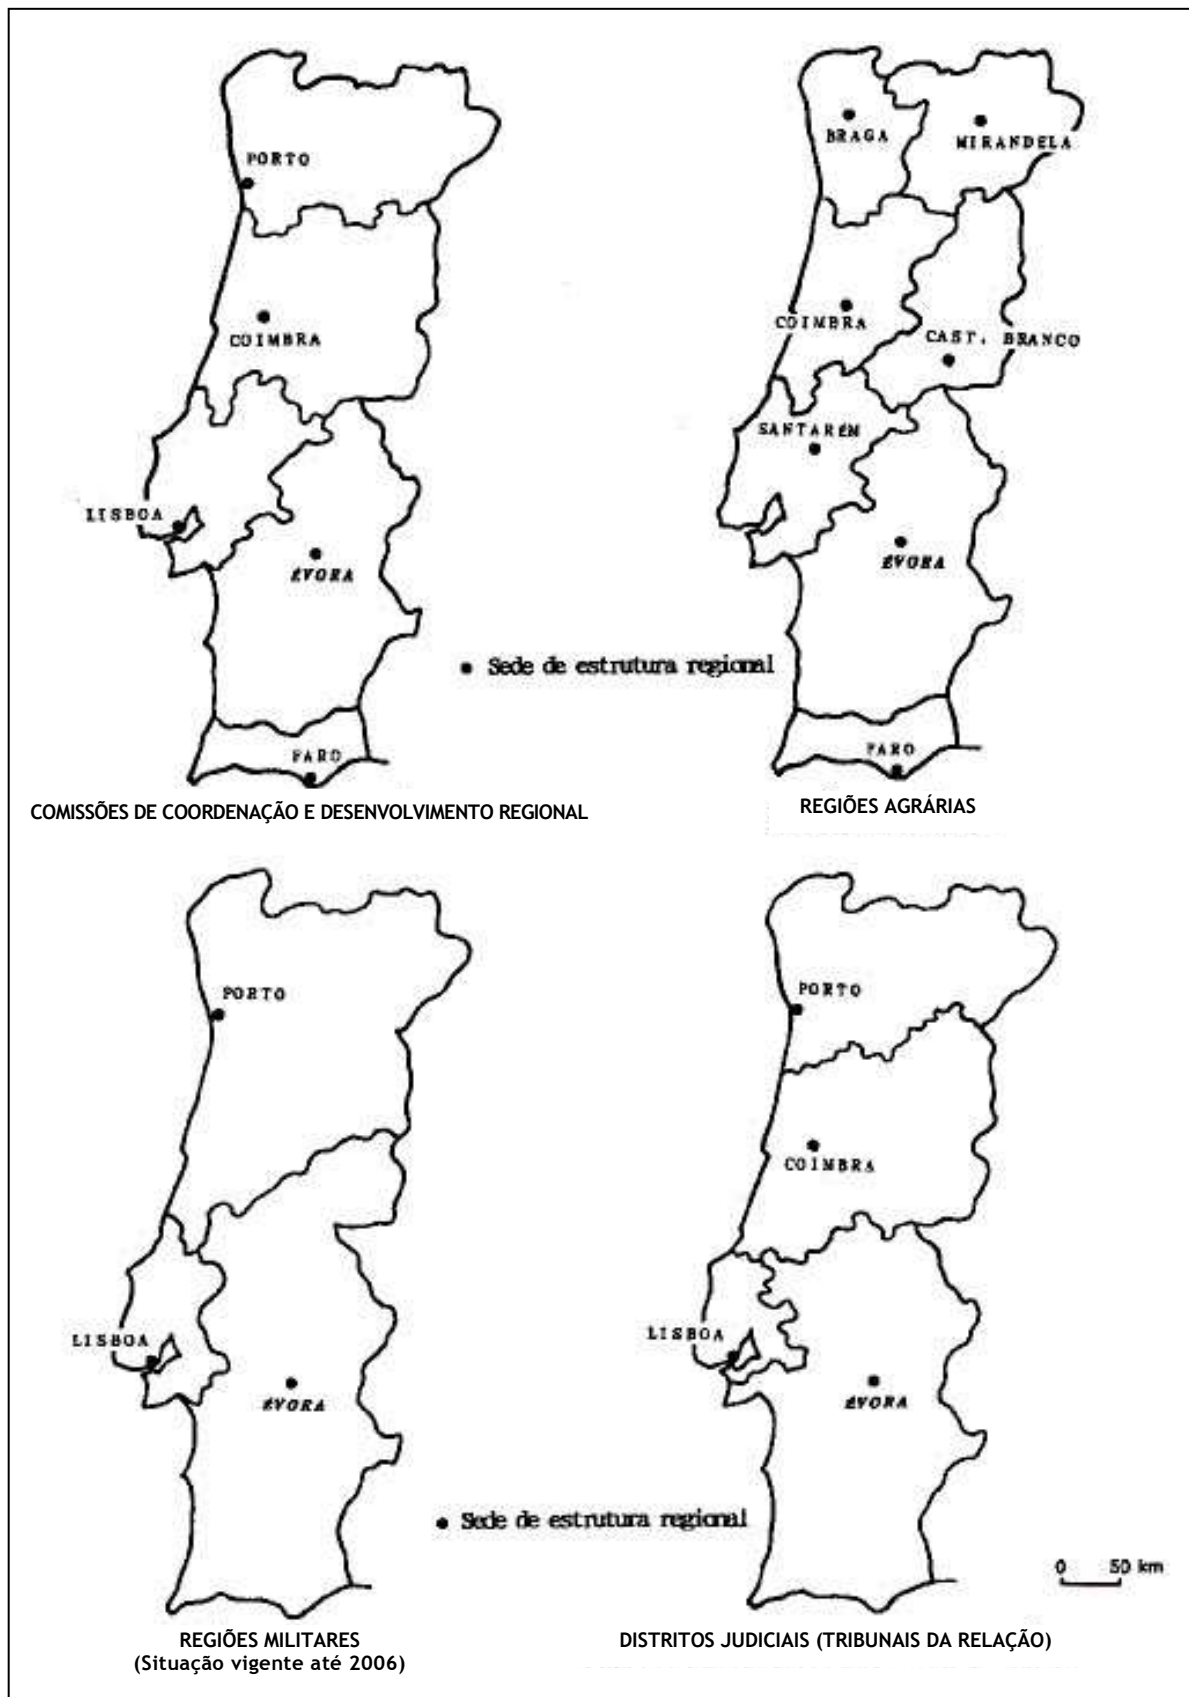 PORTO
COIMBRA
LISBOA
ÉVORA
FARO
COMISSÕES DE COORDENAÇÃO E DESENVOLVIMENTO REGIONAL
BRAGA
MIRANDELA
COIMBRA
CAST. BRANCO
SANTARÉM
ÉVORA
FARO
REGIÕES AGRÁRIAS
● Sede de estrutura regional
PORTO
LISBOA
ÉVORA
REGIÕES MILITARES
(Situação vigente até 2006)
PORTO
COIMBRA
LISBOA
ÉVORA
DISTRITOS JUDICIAIS (TRIBUNAIS DA RELAÇÃO)
● Sede de estrutura regional
0 50 km